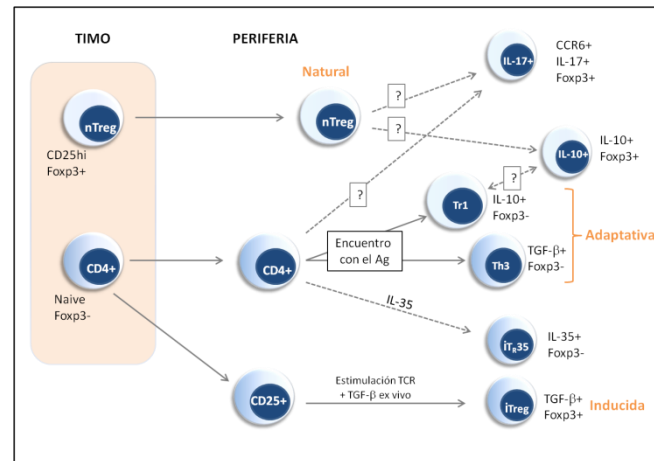 TIMO
PERIFERIA
Natural
nTreg
CD25hi
Foxp3+
nTreg
?
?
IL-17+
CCR6+
IL-17+
Foxp3+
IL-10+
IL-10+
Foxp3+
?
?
Tr1
IL-10+
Foxp3-
Adaptativa
CD4+
Naive
Foxp3-
CD4+
Encuentro
con el Ag
Th3
TGF-β+
Foxp3-
IL-35
iTR35
IL-35+
Foxp3-
CD25+
Estimulación TCR
+ TGF-β ex vivo
iTreg
TGF-β+
Foxp3+
Inducida